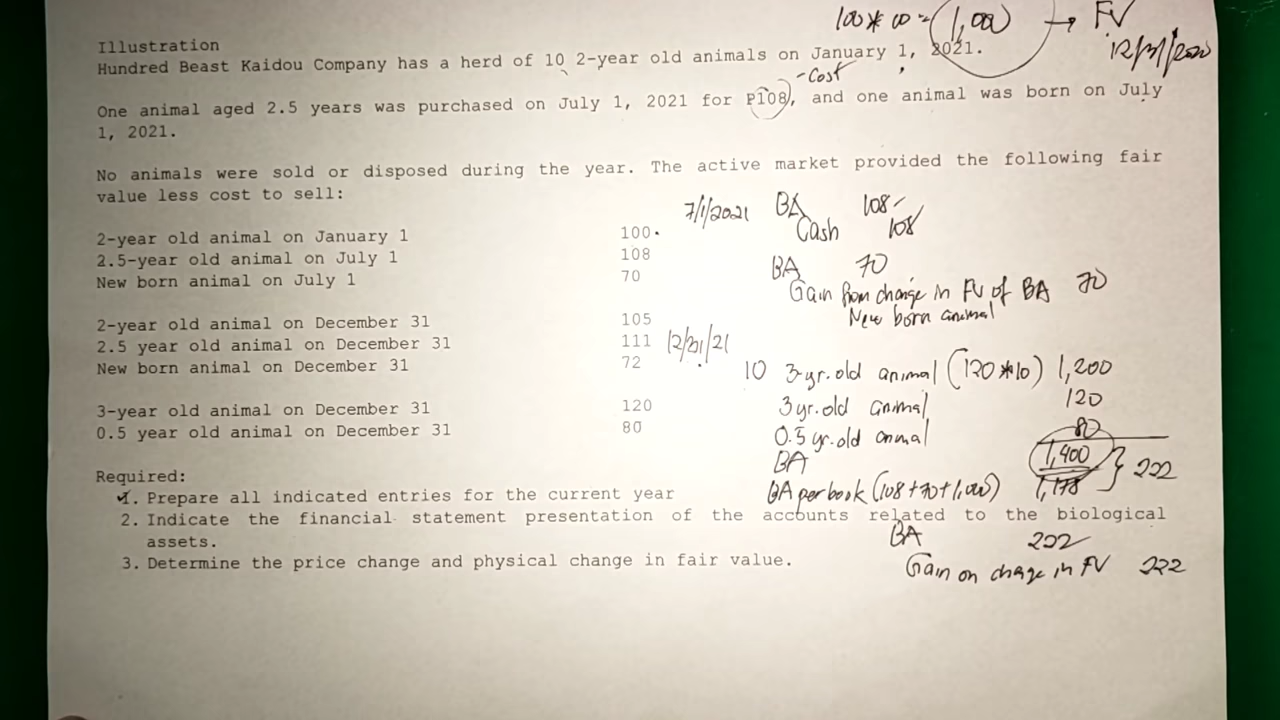 100 * 10 = 1,000 → FV
12/31/2020
Illustration
Hundred Beast Kaidou Company has a herd of 10 2-year old animals on January 1, 2021.
- Cost
One animal aged 2.5 years was purchased on July 1, 2021 for P108, and one animal was born on July
1, 2021.
No animals were sold or disposed during the year. The active market provided the following fair
value less cost to sell:
7/1/2021 BA 108
Cash 108
2-year old animal on January 1 100
2.5-year old animal on July 1 108
New born animal on July 1 70
BA 70
Gain from change in FV of BA 70
New born animal
2-year old animal on December 31 105
2.5 year old animal on December 31 111
New born animal on December 31 72
12/31/21
10 3-yr. old animal (120 * 10) 1,200
3-year old animal on December 31 120
0.5 year old animal on December 31 80
3 yr. old animal 120
0.5 yr. old animal 80
BA 1,400
BA per book (108 + 70 + 1,000) 1,178 } 222
Required:
1. Prepare all indicated entries for the current year
2. Indicate the financial statement presentation of the accounts related to the biological
assets.
3. Determine the price change and physical change in fair value.
BA 222
Gain on change in FV 222